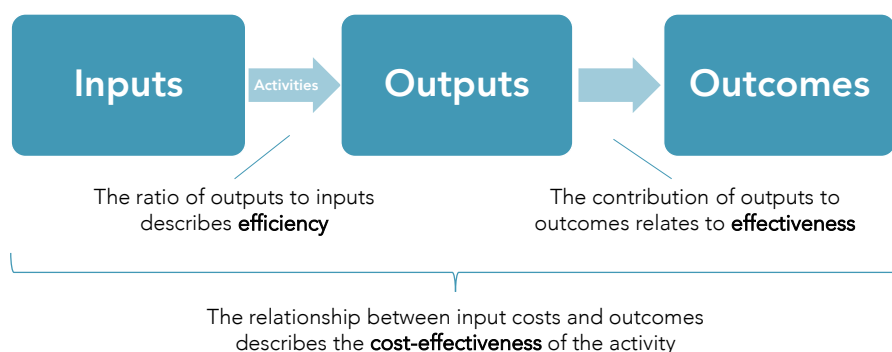 Inputs
Activities
Outputs
Outcomes
The ratio of outputs to inputs
describes efficiency
The contribution of outputs to
outcomes relates to effectiveness
The relationship between input costs and outcomes
describes the cost-effectiveness of the activity